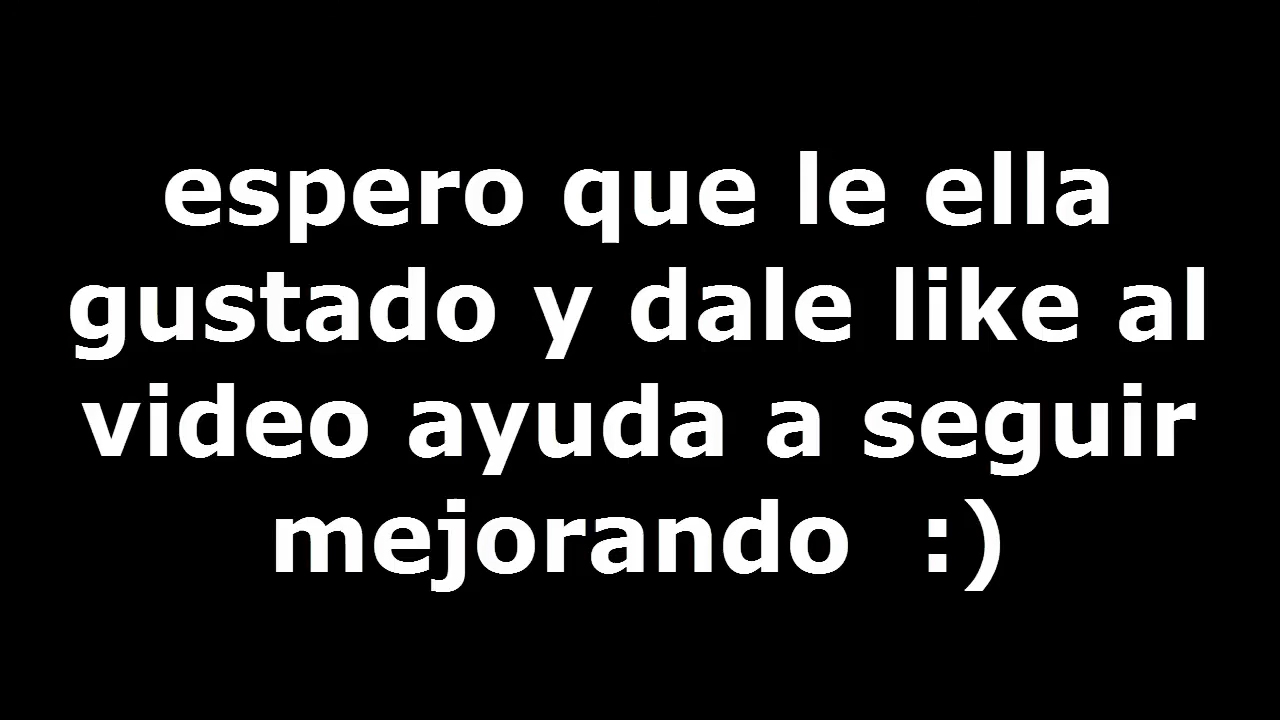 espero que le ella
gustado y dale like al
video ayuda a seguir
mejorando  :)